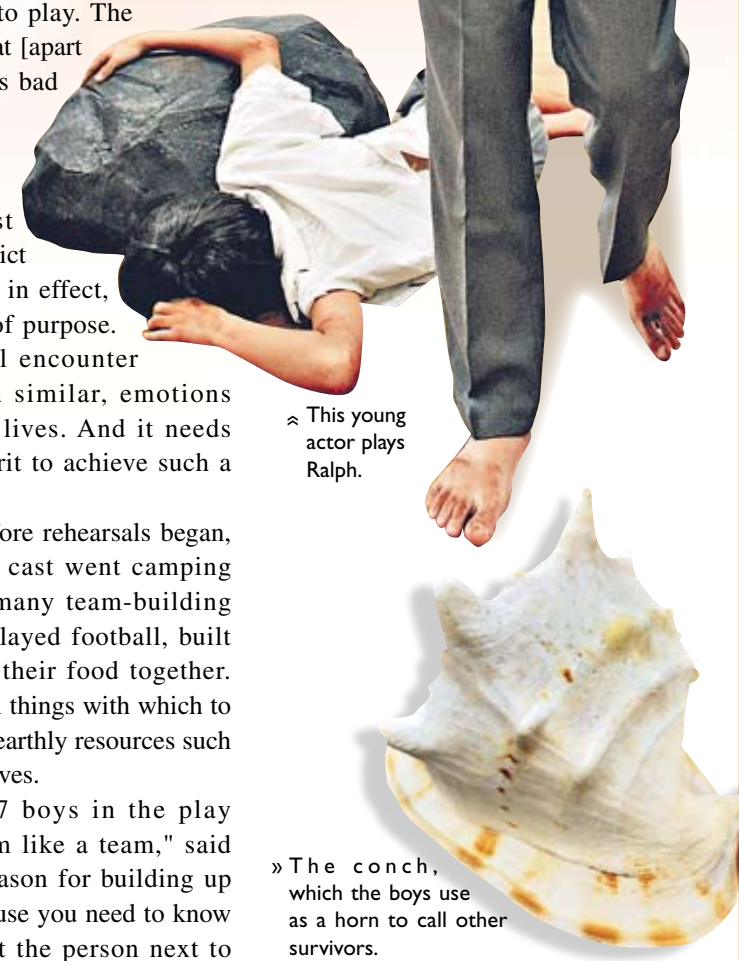 to play. The
at [apart
s bad
st
ict
in effect,
of purpose.
l encounter
similar, emotions
lives. And it needs
rit to achieve such a
fore rehearsals began,
cast went camping
many team-building
layed football, built
their food together.
things with which to
earthly resources such
ves.
7 boys in the play
m like a team," said
ason for building up
use you need to know
t the person next to
This young
actor plays
Ralph.
» The conch,
which the boys use
as a horn to call other
survivors.